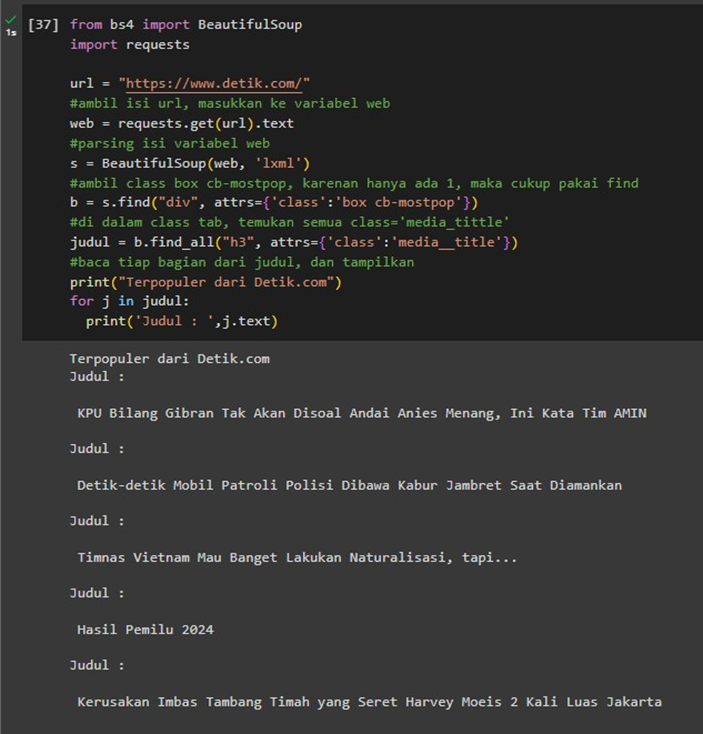 [37] from bs4 import BeautifulSoup
1s
import requests
url = "https://www.detik.com/"
#ambil isi url, masukkan ke variabel web
web = requests.get(url).text
#parsing isi variabel web
s = BeautifulSoup(web, 'lxml')
#ambil class box cb-mostpop, karenan hanya ada 1, maka cukup pakai find
b = s.find("div", attrs={'class':'box cb-mostpop'})
#di dalam class tab, temukan semua class='media_tittle'
judul = b.find_all("h3", attrs={'class':'media__title'})
#baca tiap bagian dari judul, dan tampilkan
print("Terpopuler dari Detik.com")
for j in judul:
  print('Judul : ',j.text)
Terpopuler dari Detik.com
Judul :
KPU Bilang Gibran Tak Akan Disoal Andai Anies Menang, Ini Kata Tim AMIN
Judul :
Detik-detik Mobil Patroli Polisi Dibawa Kabur Jambret Saat Diamankan
Judul :
Timnas Vietnam Mau Banget Lakukan Naturalisasi, tapi...
Judul :
Hasil Pemilu 2024
Judul :
Kerusakan Imbas Tambang Timah yang Seret Harvey Moeis 2 Kali Luas Jakarta